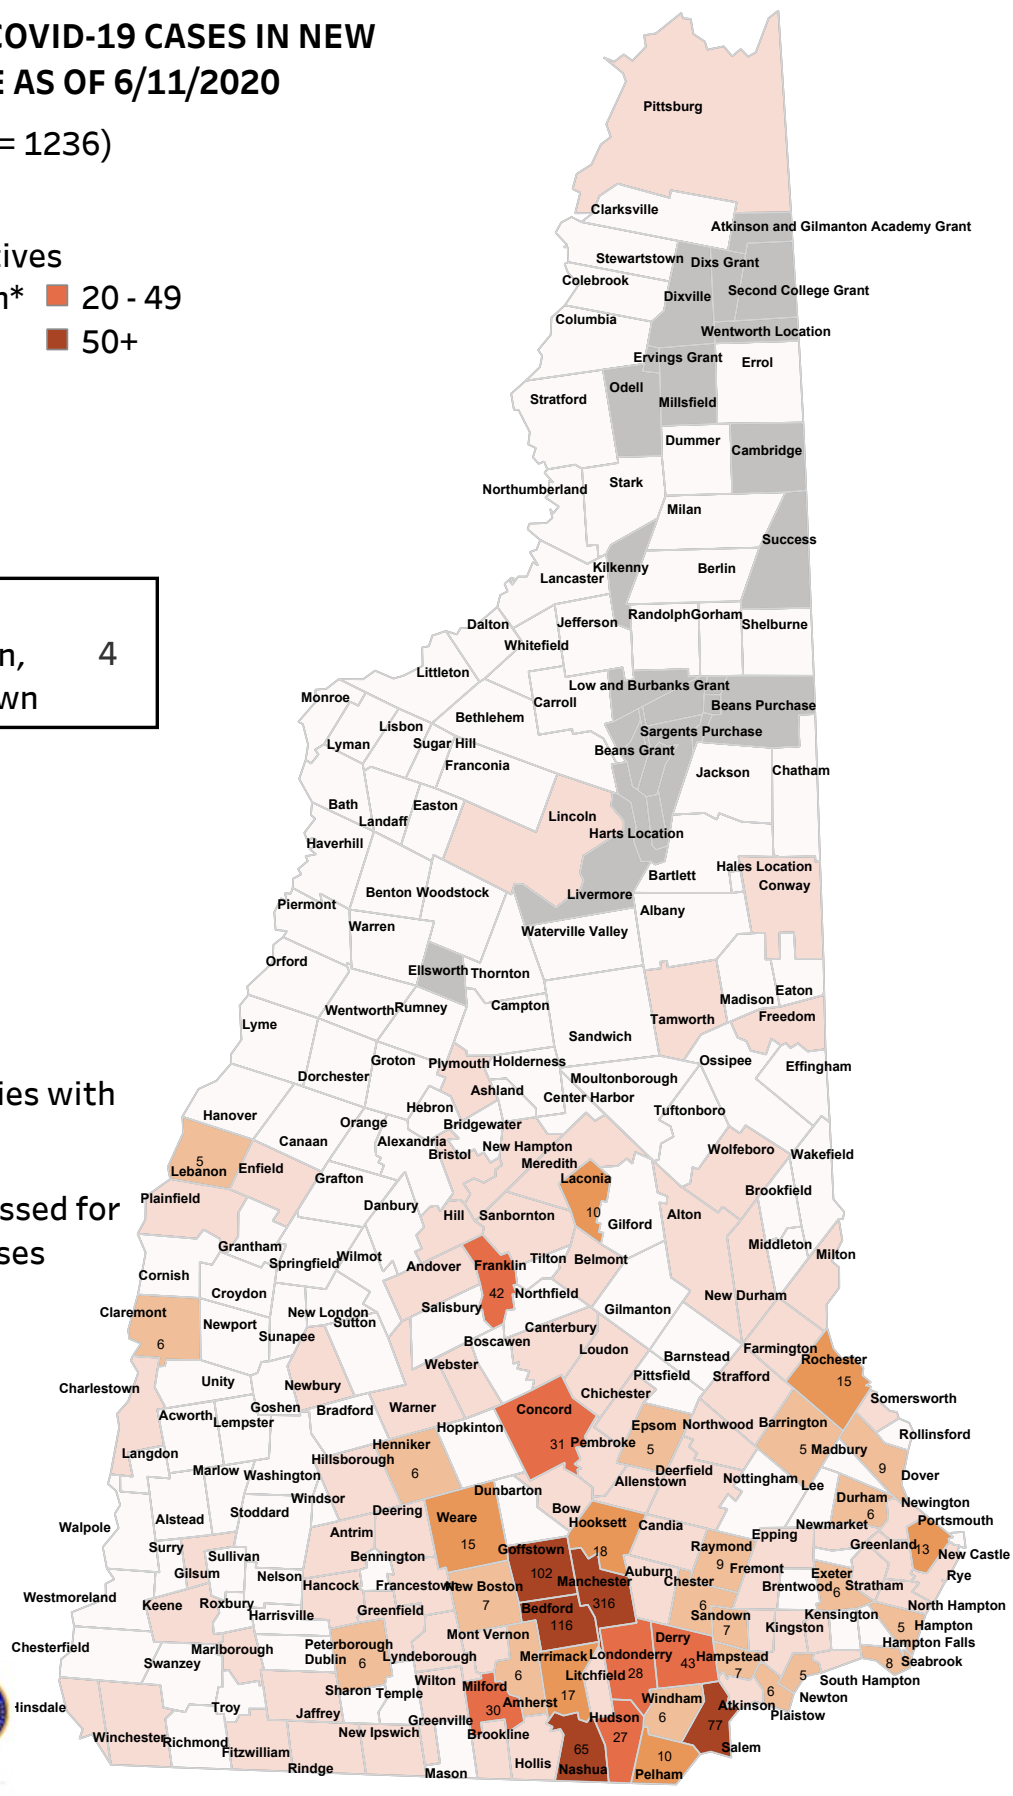 COVID-19 CASES IN NEW
E AS OF 6/11/2020
= 1236)
tives
n* 20 - 49
50+
n, 4
wn
ies with
ssed for
ses
Pittsburg
Clarksville
Atkinson and Gilmanton Academy Grant
Stewartstown Dixs Grant
Colebrook Dixville Second College Grant
Columbia Wentworth Location
Ervings Grant Errol
Stratford Odell Millsfield
Dummer Cambridge
Northumberland Stark
Milan
Success
Lancaster Kilkenny Berlin
Dalton Jefferson Randolph Gorham Shelburne
Whitefield
Littleton
Monroe Carroll Low and Burbanks Grant
Bethlehem Beans Purchase
Lisbon Sargents Purchase
Lyman Sugar Hill Beans Grant
Franconia Jackson Chatham
Bath Easton Lincoln
Landaff Harts Location
Haverhill
Bartlett Hales Location
Conway
Benton Woodstock Livermore
Piermont Albany
Warren Waterville Valley
Orford Ellsworth Thornton
Madison Eaton
Wentworth Rumney Campton
Lyme Sandwich Tamworth Freedom
Groton Plymouth Holderness Ossipee Effingham
Dorchester Ashland Moultonborough
Center Harbor
Hanover Orange Hebron Tuftonboro
Bridgewater
Canaan Alexandria Bristol New Hampton Wolfeboro Wakefield
5 Lebanon Enfield Grafton Meredith
Laconia
Plainfield Danbury Brookfield
Hill Sanbornton 10 Gilford Alton
Grantham Springfield Wilmot Middleton Milton
Cornish Andover Franklin Tilton Belmont
Croydon 42 Northfield New Durham
Claremont Newport New London Sutton Salisbury Gilmanton
6 Sunapee Canterbury
Boscawen Loudon Barnstead Farmington
Webster Rochester
Charlestown Unity Newbury Pittsfield Strafford 15
Goshen Chichester Somersworth
Acworth Lempster Bradford Warner Concord
Hopkinton Epsom Northwood Barrington Rollinsford
Langdon Henniker 31 Pembroke 5 5 Madbury
Hillsborough
Marlow Washington 6 Allenstown Deerfield Nottingham Lee 9 Dover
Windsor Dunbarton Durham Newington
Walpole Alstead Stoddard Deering Weare Bow Hooksett Candia 6 Portsmouth
Newmarket
Surry Antrim 15 Goffstown 18 Raymond Epping Greenland 13 New Castle
Gilsum Sullivan Bennington 102 Manchester Auburn 9 Fremont Exeter Rye
Nelson Hancock Francestown New Boston Chester Brentwood 6 Stratham
Westmoreland Keene Roxbury Harrisville Greenfield 7 Bedford 316 6 Sandown Kensington North Hampton
116 7 Kingston 5 Hampton
Chesterfield Marlborough Peterborough Mont Vernon Derry Hampton Falls
Swanzey Dublin 6 Lyndeborough Merrimack Londonderry 43 Hampstead 8 Seabrook
Sharon Temple Wilton Milford 6 Litchfield 28 7 5 South Hampton
Hinsdale Troy Jaffrey 30 Amherst 17 Windham Atkinson 6 Newton
Winchester Richmond Fitzwilliam New Ipswich Greenville Brookline Hudson 6 77 Plaistow
27 Salem
Rindge Mason Hollis 65 Nashua 10 Pelham